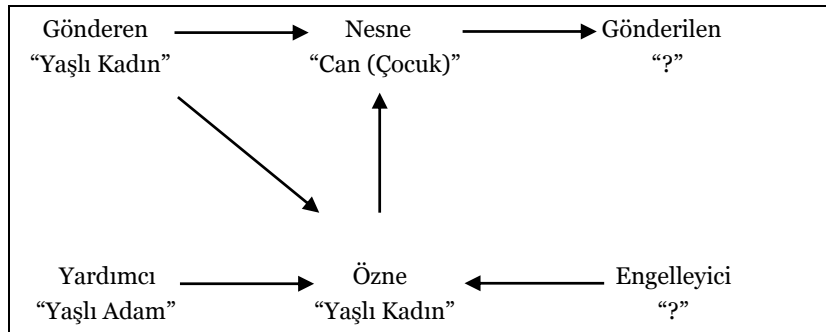 Gönderen Nesne Gönderilen
“Yaşlı Kadın” “Can (Çocuk)” “?”
Yardımcı Özne Engelleyici
“Yaşlı Adam” “Yaşlı Kadın” “?”